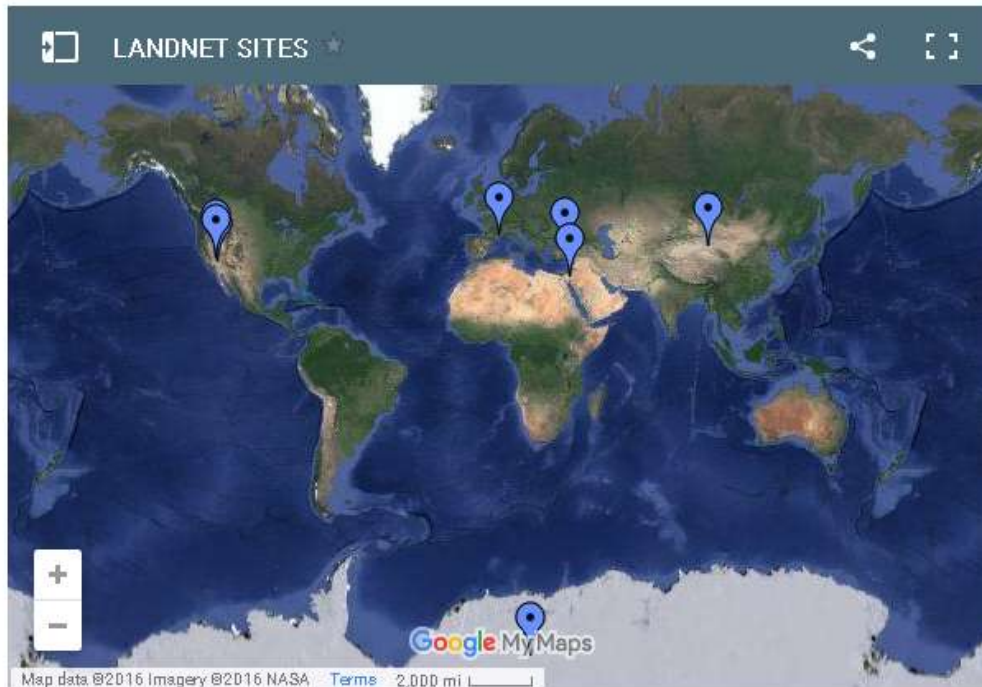 LANDNET SITES
+
−
Google My Maps
Map data ©2016 Imagery ©2016 NASA Terms 2,000 mi